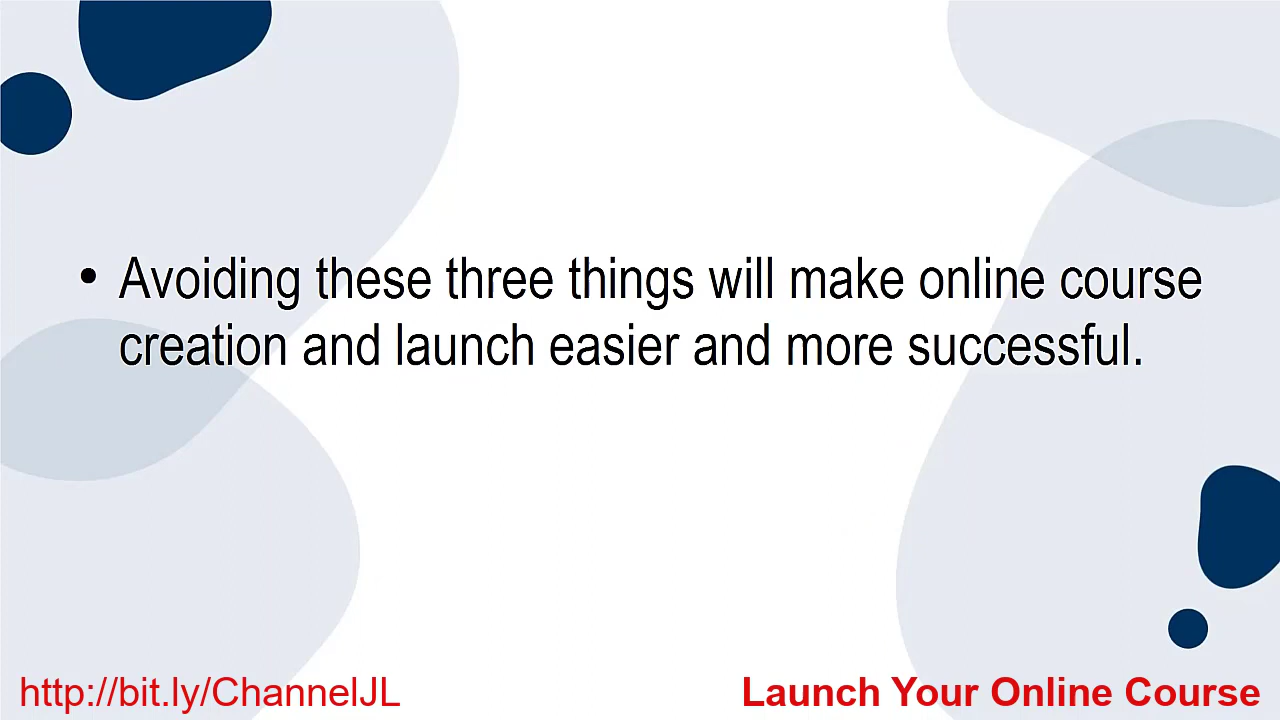 • Avoiding these three things will make online course
creation and launch easier and more successful.
http://bit.ly/ChannelJL
Launch Your Online Course